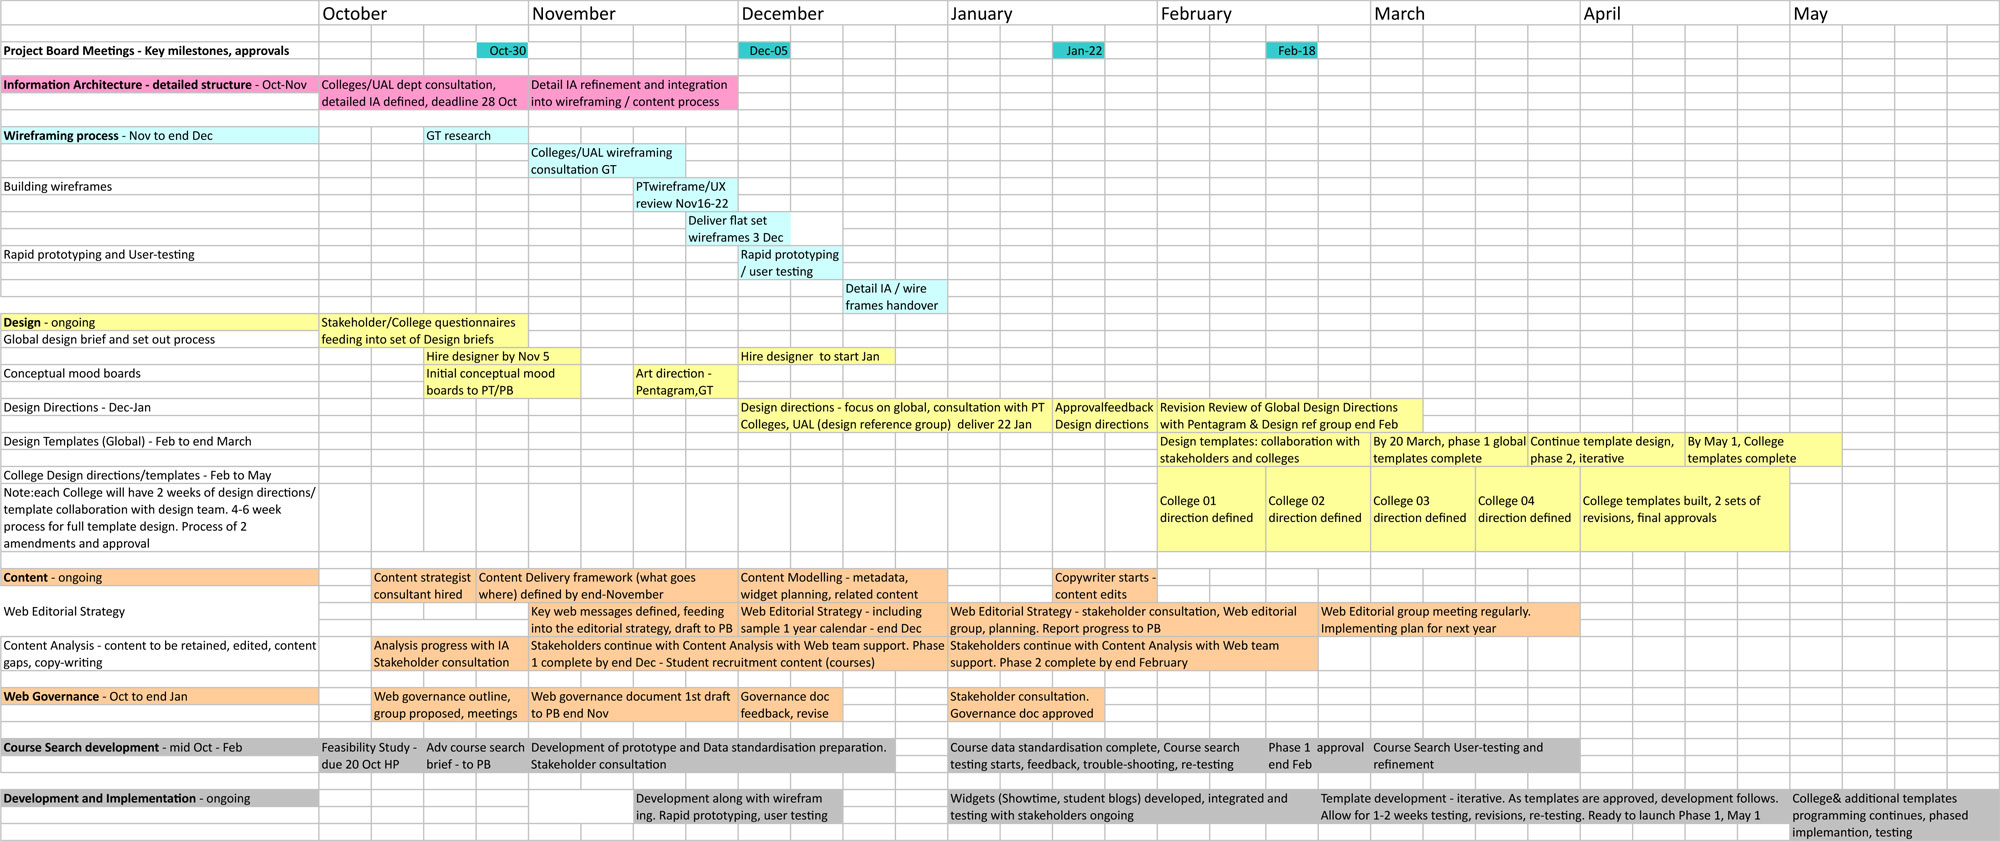 October November December January February March April May
Project Board Meetings - Key milestones, approvals Oct-30 Dec-05 Jan-22 Feb-18
Information Architecture - detailed structure - Oct-Nov
Colleges/UAL dept consultation,
detailed IA defined, deadline 28 Oct
Detail IA refinement and integration
into wireframing / content process
Wireframing process - Nov to end Dec
GT research
Colleges/UAL wireframing
consultation GT
Building wireframes
PTwireframe/UX
review Nov16-22
Deliver flat set
wireframes 3 Dec
Rapid prototyping and User-testing
Rapid prototyping
/ user testing
Detail IA / wire
frames handover
Design - ongoing
Global design brief and set out process
Stakeholder/College questionnaires
feeding into set of Design briefs
Hire designer by Nov 5
Hire designer to start Jan
Conceptual mood boards
Initial conceptual mood
boards to PT/PB
Art direction -
Pentagram,GT
Design Directions - Dec-Jan
Design directions - focus on global, consultation with PT
Colleges, UAL (design reference group) deliver 22 Jan
Approvalfeedback
Design directions
Revision Review of Global Design Directions
with Pentagram & Design ref group end Feb
Design Templates (Global) - Feb to end March
Design templates: collaboration with
stakeholders and colleges
By 20 March, phase 1 global
templates complete
Continue template design,
phase 2, iterative
By May 1, College
templates complete
College Design directions/templates - Feb to May
Note:each College will have 2 weeks of design directions/
template collaboration with design team. 4-6 week
process for full template design. Process of 2
amendments and approval
College 01
direction defined
College 02
direction defined
College 03
direction defined
College 04
direction defined
College templates built, 2 sets of
revisions, final approvals
Content - ongoing
Content strategist
consultant hired
Content Delivery framework (what goes
where) defined by end-November
Content Modelling - metadata,
widget planning, related content
Copywriter starts -
content edits
Web Editorial Strategy
Key web messages defined, feeding
into the editorial strategy, draft to PB
Web Editorial Strategy - including
sample 1 year calendar - end Dec
Web Editorial Strategy - stakeholder consultation, Web editorial
group, planning. Report progress to PB
Web Editorial group meeting regularly.
Implementing plan for next year
Content Analysis - content to be retained, edited, content
gaps, copy-writing
Analysis progress with IA
Stakeholder consultation
Stakeholders continue with Content Analysis with Web team support. Phase
1 complete by end Dec - Student recruitment content (courses)
Stakeholders continue with Content Analysis with Web team
support. Phase 2 complete by end February
Web Governance - Oct to end Jan
Web governance outline,
group proposed, meetings
Web governance document 1st draft
to PB end Nov
Governance doc
feedback, revise
Stakeholder consultation.
Governance doc approved
Course Search development - mid Oct - Feb
Feasibility Study -
due 20 Oct HP
Adv course search
brief - to PB
Development of prototype and Data standardisation preparation.
Stakeholder consultation
Course data standardisation complete, Course search
testing starts, feedback, trouble-shooting, re-testing
Phase 1 approval
end Feb
Course Search User-testing and
refinement
Development and Implementation - ongoing
Development along with wirefram
ing. Rapid prototyping, user testing
Widgets (Showtime, student blogs) developed, integrated and
testing with stakeholders ongoing
Template development - iterative. As templates are approved, development follows.
Allow for 1-2 weeks testing, revisions, re-testing. Ready to launch Phase 1, May 1
College& additional templates
programming continues, phased
implemantion, testing